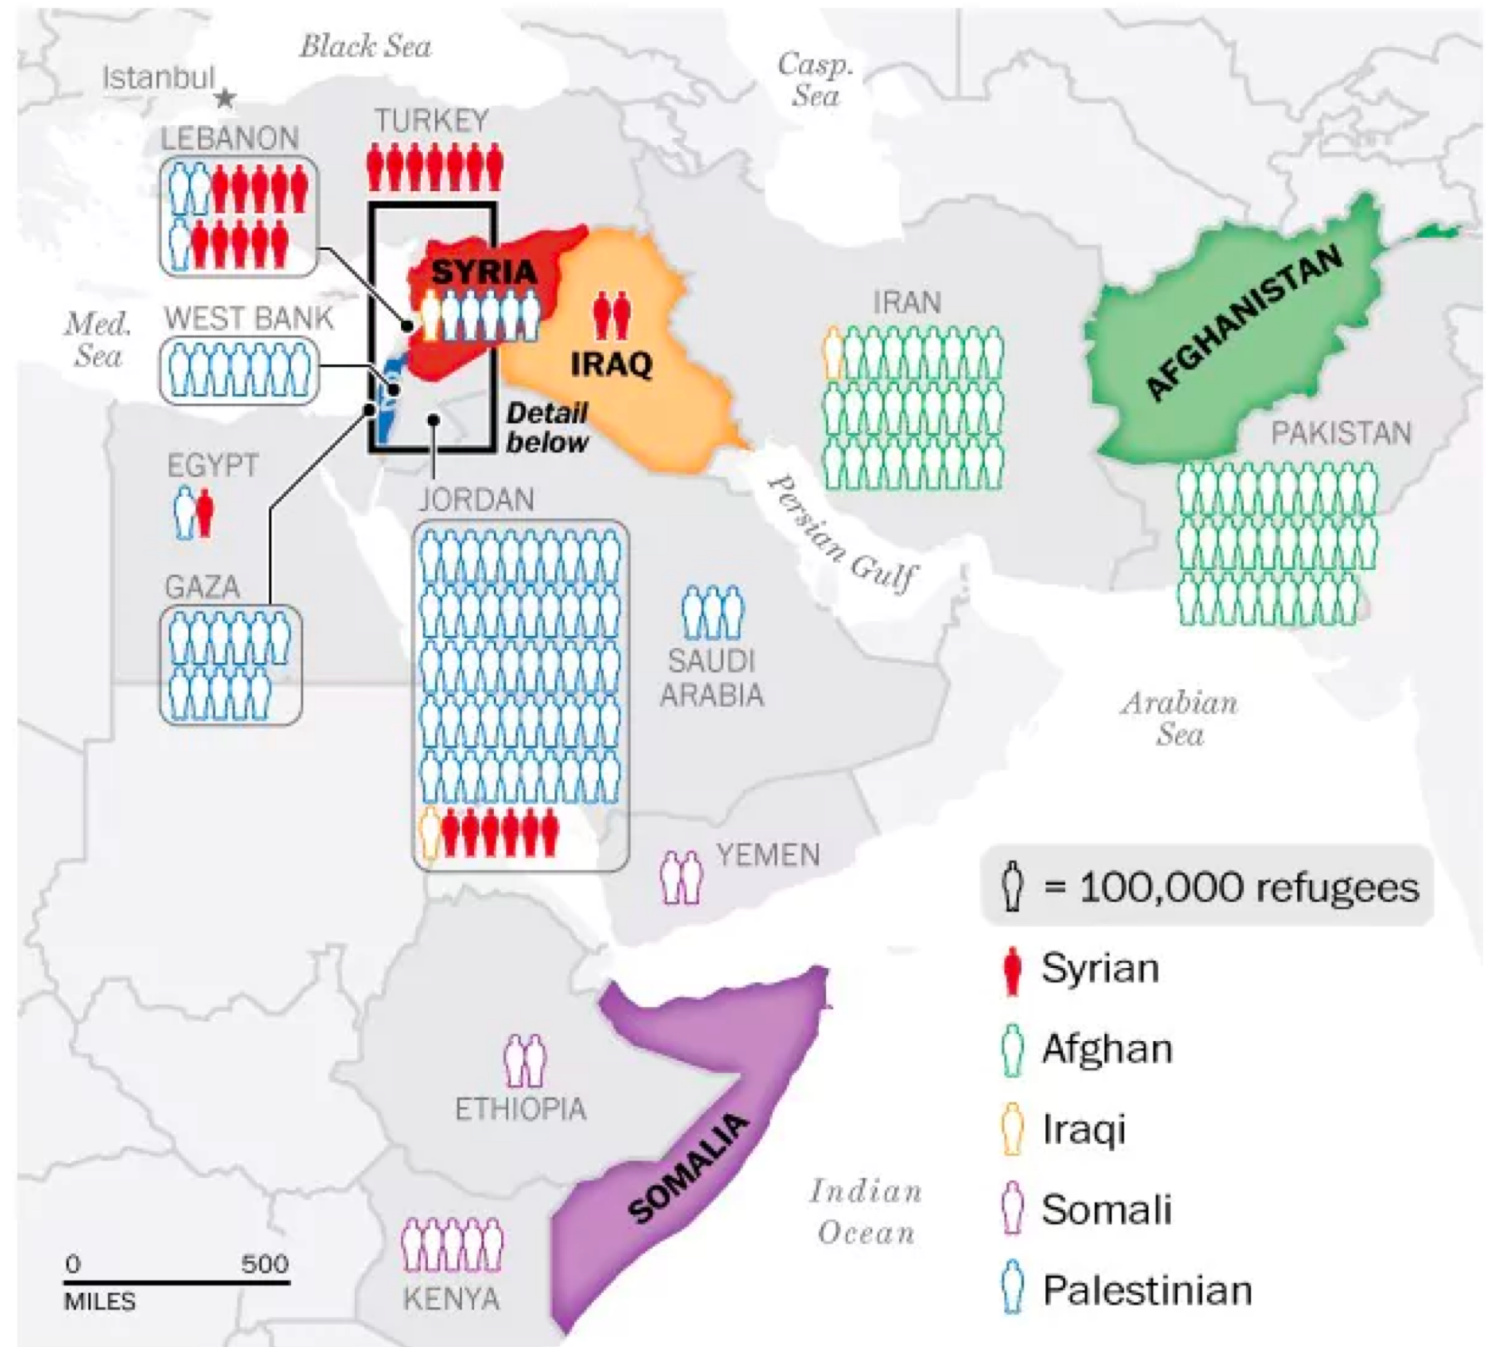 Black Sea
Istanbul
Casp.
Sea
LEBANON
TURKEY
SYRIA
Med.
Sea
WEST BANK
IRAQ
IRAN
AFGHANISTAN
Detail
below
PAKISTAN
EGYPT
JORDAN
Persian Gulf
GAZA
SAUDI
ARABIA
Arabian
Sea
YEMEN
= 100,000 refugees
Syrian
Afghan
Iraqi
Somali
Palestinian
ETHIOPIA
SOMALIA
Indian
Ocean
KENYA
0 500
MILES